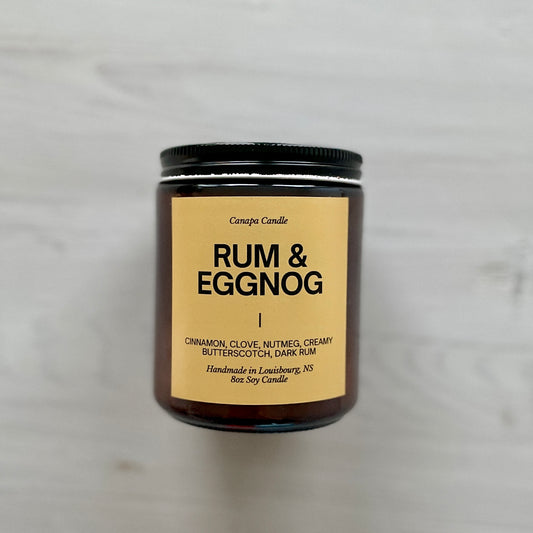 Canapa Candle
RUM &
EGGNOG
|
CINNAMON, CLOVE, NUTMEG, CREAMY
BUTTERSCOTCH, DARK RUM
Handmade in Louisbourg, NS
8oz Soy Candle